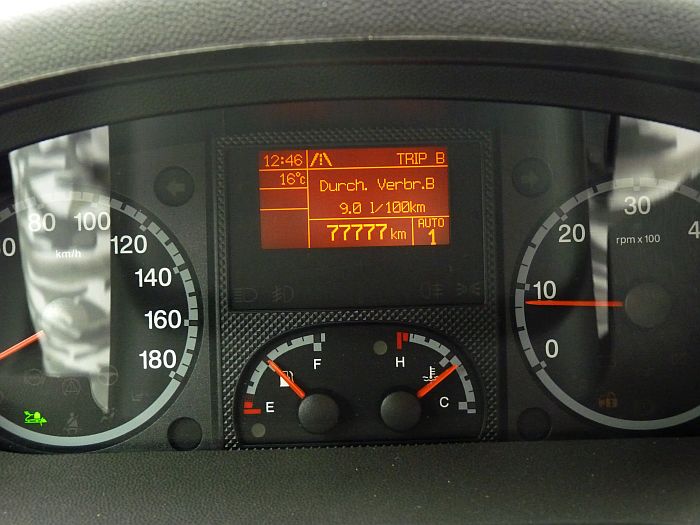 12:46 TRIP B
16°C
Durch. Verbr.B
9.0 l/100km
AUTO
77777 km 1
80 100 120 140 160 180
km/h
0 10 20 30
rpm x 100
E F
H C